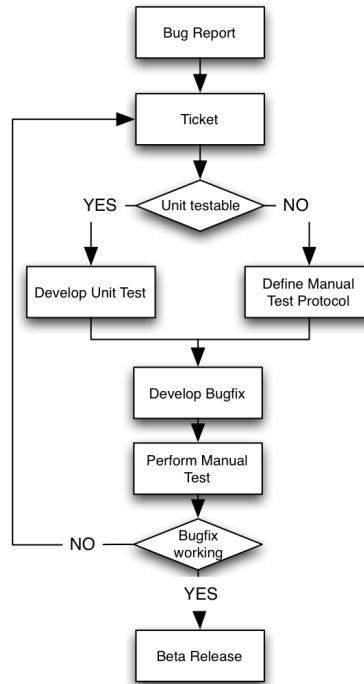 Bug Report
Ticket
Unit testable
YES
NO
Develop Unit Test
Define Manual
Test Protocol
Develop Bugfix
Perform Manual
Test
Bugfix
working
NO
YES
Beta Release